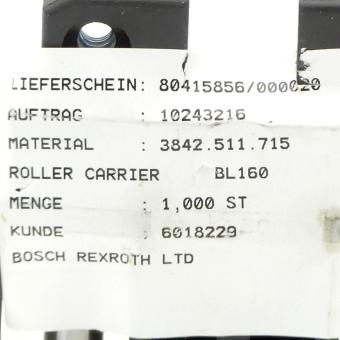 LIEFERSCHEIN: 80415856/000020
AUFTRAG : 10243216
MATERIAL : 3842.511.715
ROLLER CARRIER BL160
MENGE : 1,000 ST
KUNDE : 6018229
BOSCH REXROTH LTD